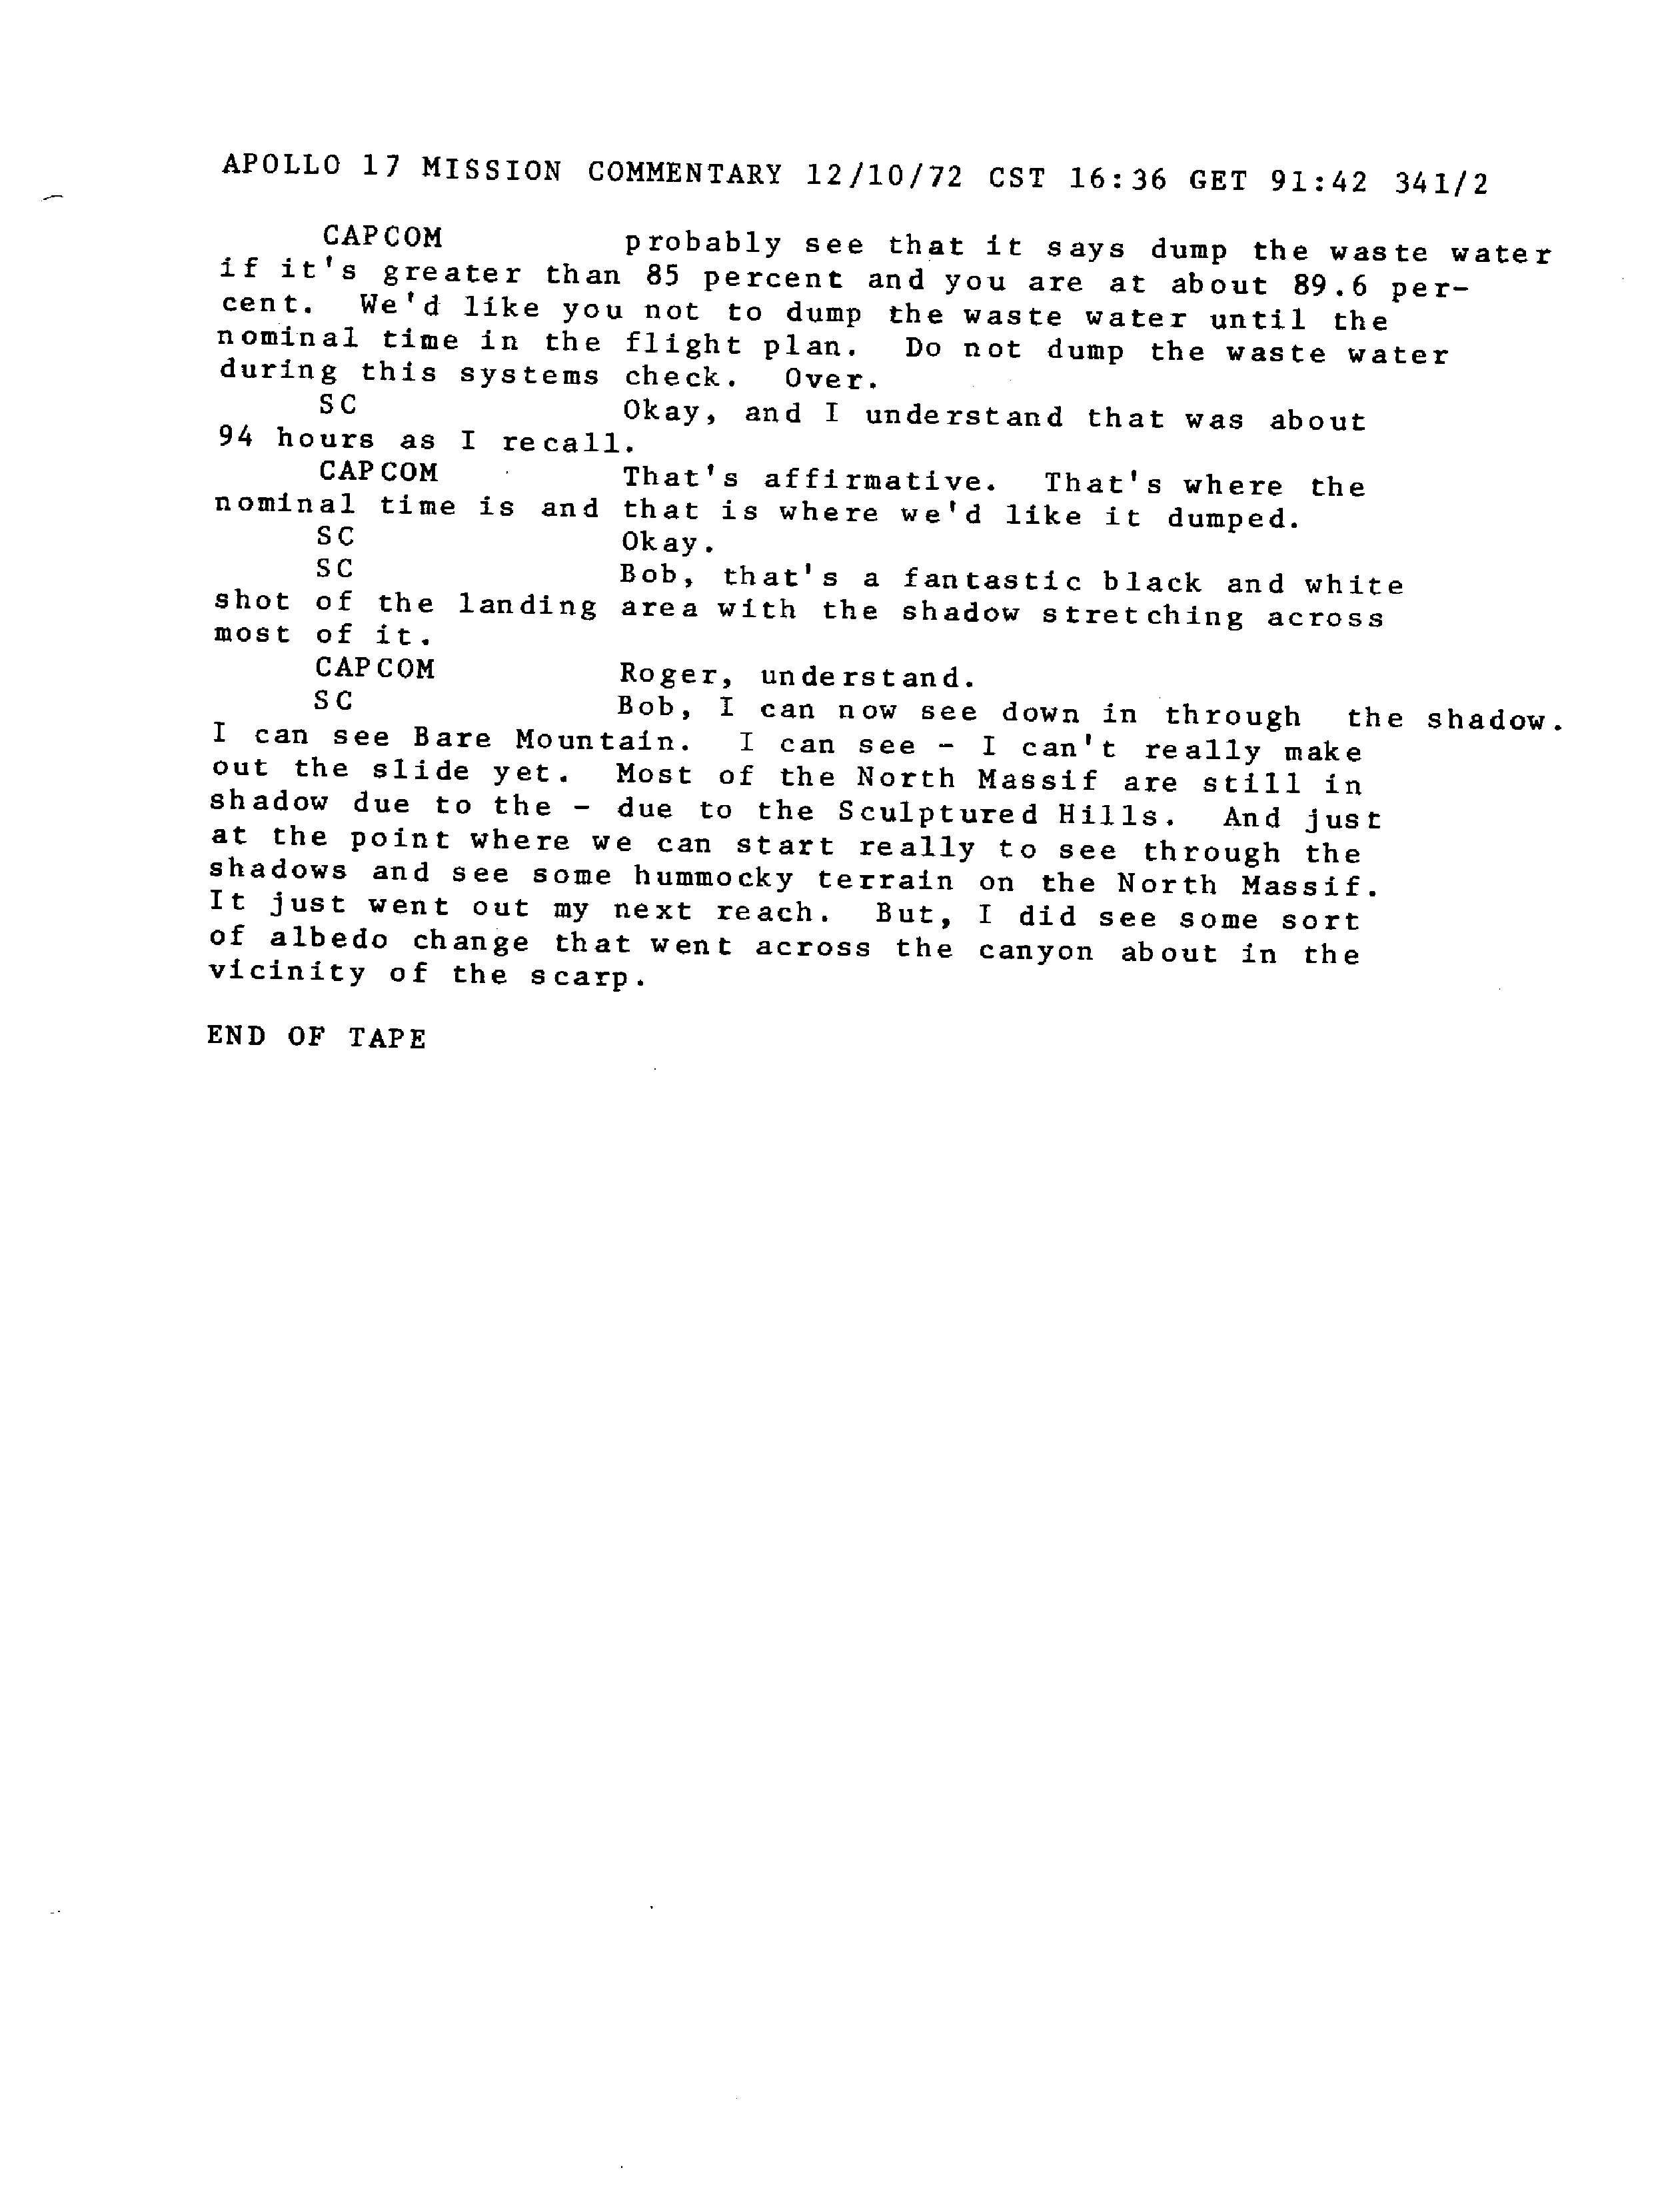 APOLLO 17 MISSION COMMENTARY 12/10/72 CST 16:36 GET 91:42 341/2
CAPCOM probably see that it says dump the waste water
if it's greater than 85 percent and you are at about 89.6 per-
cent. We'd like you not to dump the waste water until the
nominal time in the flight plan. Do not dump the waste water
during this systems check. Over.
SC Okay, and I understand that was about
94 hours as I recall.
CAPCOM That's affirmative. That's where the
nominal time is and that is where we'd like it dumped.
SC Okay.
SC Bob, that's a fantastic black and white
shot of the landing area with the shadow stretching across
most of it.
CAPCOM Roger, understand.
SC Bob, I can now see down in through the shadow.
I can see Bare Mountain. I can see - I can't really make
out the slide yet. Most of the North Massif are still in
shadow due to the - due to the Sculptured Hills. And just
at the point where we can start really to see through the
shadows and see some hummocky terrain on the North Massif.
It just went out my next reach. But, I did see some sort
of albedo change that went across the canyon about in the
vicinity of the scarp.
END OF TAPE